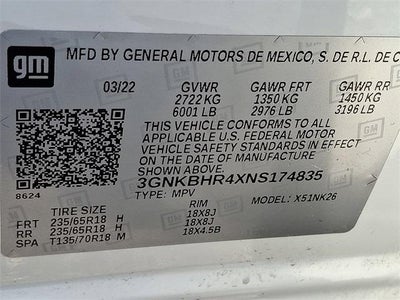 gm
MFD BY GENERAL MOTORS DE MEXICO, S. DE R.L. DE C
03/22 GVWR GAWR FRT GAWR RR
2722 KG 1350 KG 1450 KG
6001 LB 2976 LB 3196 LB
THIS VEHICLE CONFORMS TO ALL
APPLICABLE U.S. FEDERAL MOTOR
VEHICLE SAFETY STANDARDS IN EFFECT ON
THE DATE OF MANUFACTURE
SHOWN ABOVE.
3GNKBHR4XNS174835
8624 TYPE: MPV MODEL: X51NK26
TIRE SIZE RIM
FRT 235/65R18 H 18X8J
RR 235/65R18 H 18X8J
SPA T135/70R18 M 18X4.5B